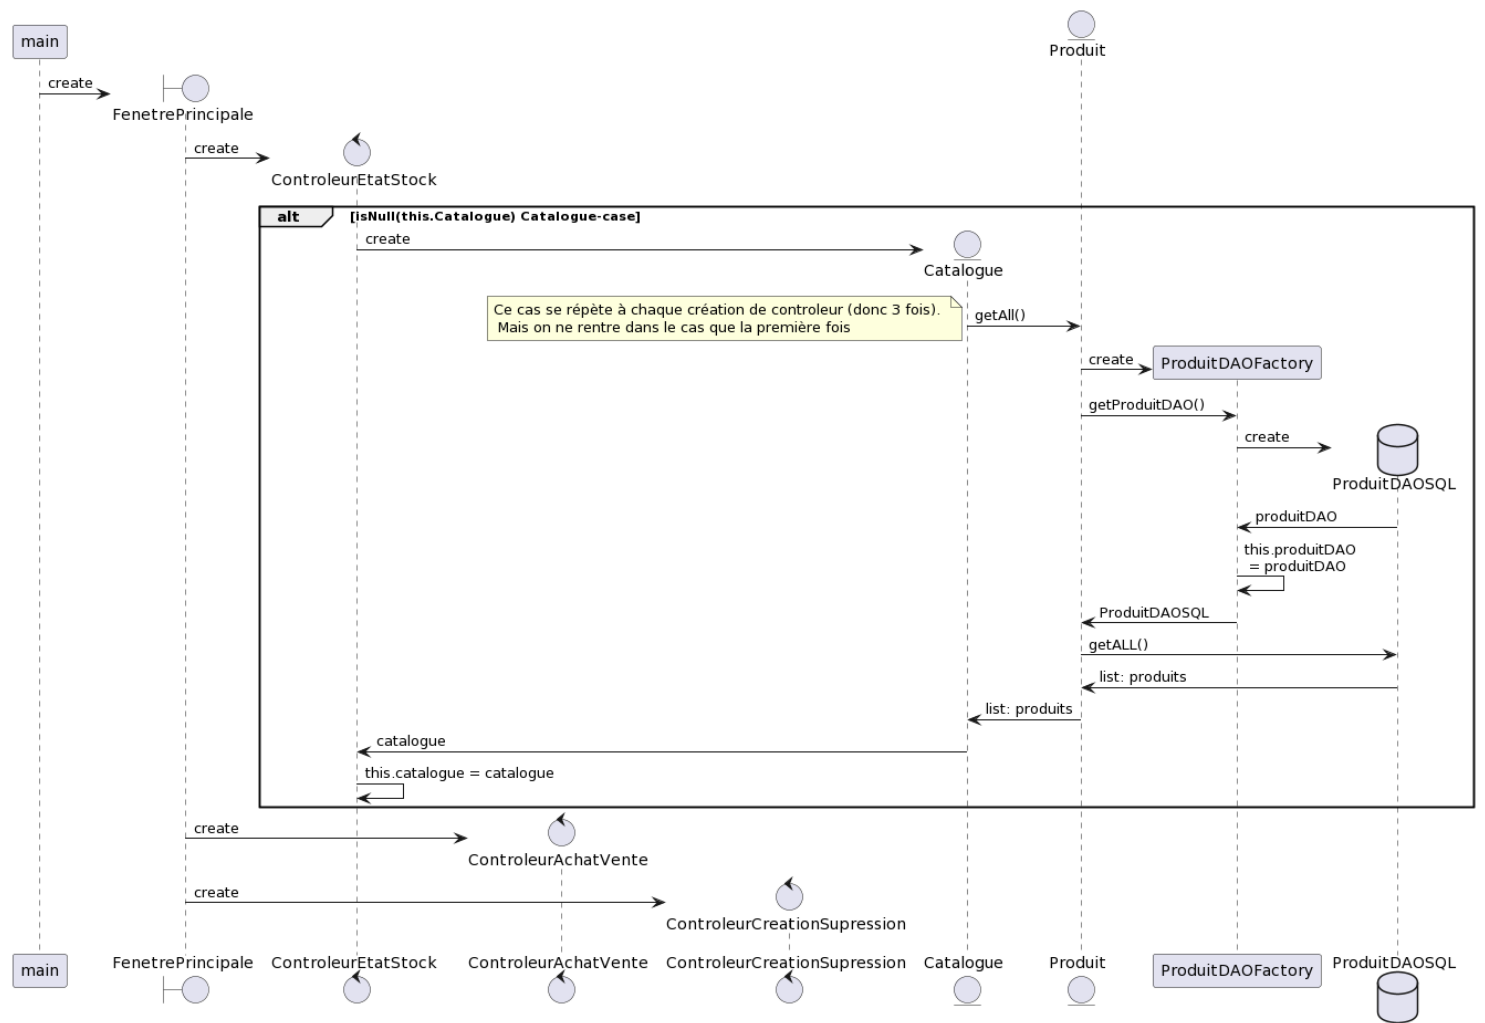 main
Produit
create
FenetrePrincipale
create
ControleurEtatStock
alt
[isNull(this.Catalogue) Catalogue-case]
create
Catalogue
Ce cas se répète à chaque création de controleur (donc 3 fois).
Mais on ne rentre dans le cas que la première fois
getAll()
create
ProduitDAOFactory
getProduitDAO()
create
ProduitDAOSQL
produitDAO
this.produitDAO
= produitDAO
ProduitDAOSQL
getALL()
list: produits
list: produits
catalogue
this.catalogue = catalogue
create
ControleurAchatVente
create
ControleurCreationSupression
main
FenetrePrincipale
ControleurEtatStock
ControleurAchatVente
ControleurCreationSupression
Catalogue
Produit
ProduitDAOFactory
ProduitDAOSQL